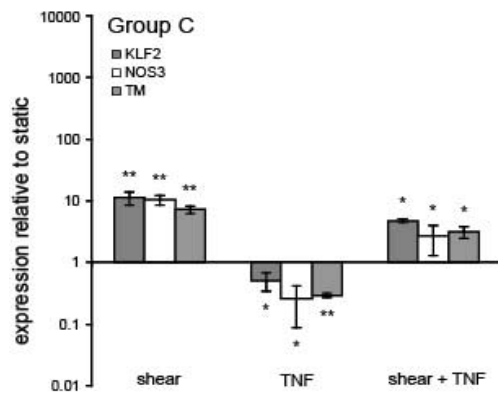 Group C
KLF2
NOS3
TM
expression relative to static
10000
1000
100
10
1
0.1
0.01
** ** **
* * **
* * *
shear TNF shear + TNF